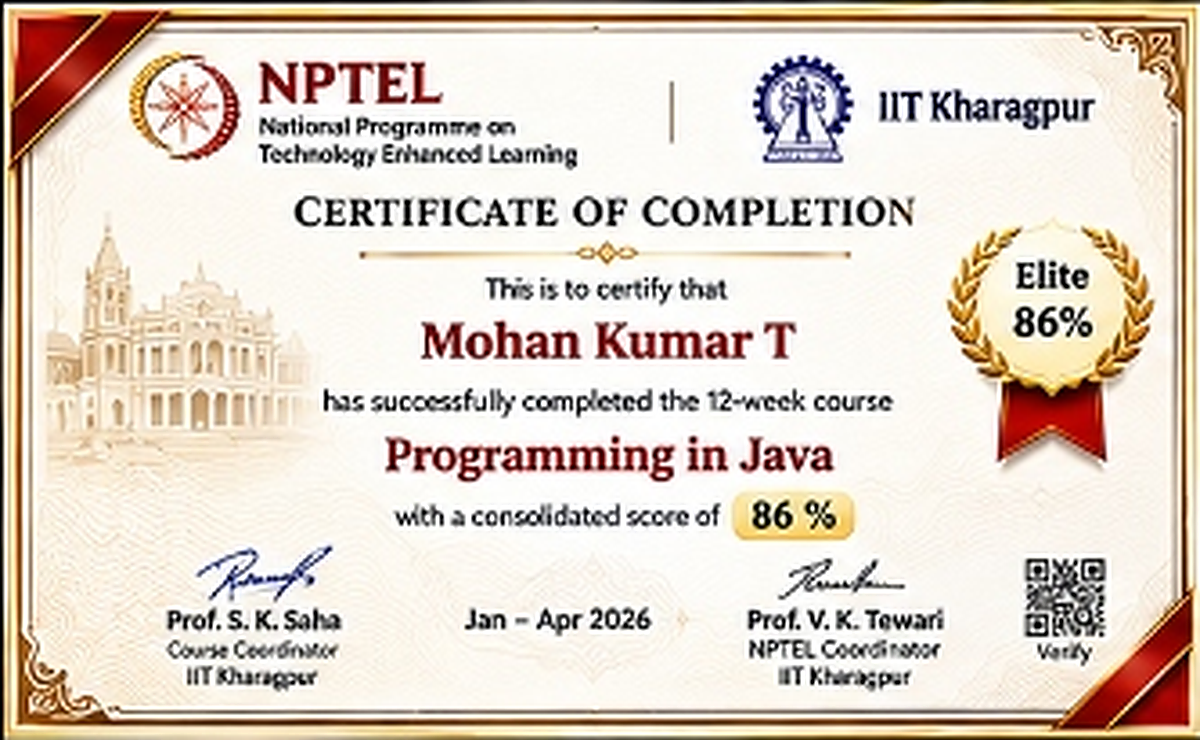 NPTEL
National Programme on
Technology Enhanced Learning
IIT Kharagpur
CERTIFICATE OF COMPLETION
This is to certify that
Mohan Kumar T
has successfully completed the 12-week course
Programming in Java
with a consolidated score of 86 %
Elite
86%
Prof. S. K. Saha
Course Coordinator
IIT Kharagpur
Jan – Apr 2026
Prof. V. K. Tewari
NPTEL Coordinator
IIT Kharagpur
Verify